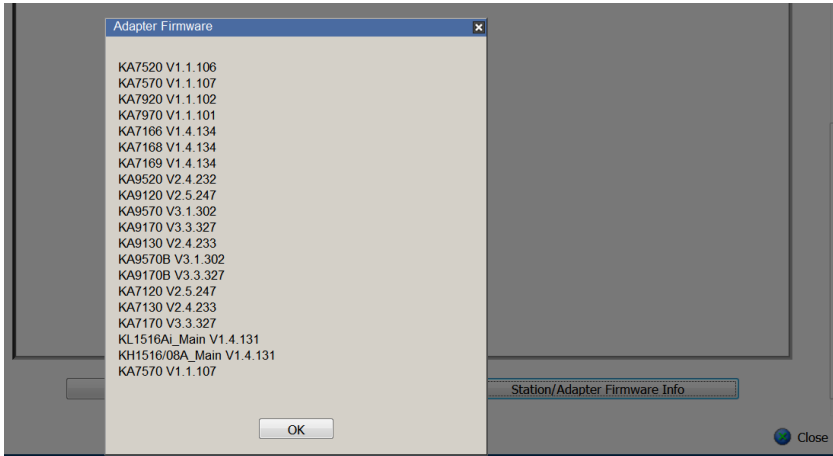 Adapter Firmware
KA7520 V1.1.106
KA7570 V1.1.107
KA7920 V1.1.102
KA7970 V1.1.101
KA7166 V1.4.134
KA7168 V1.4.134
KA7169 V1.4.134
KA9520 V2.4.232
KA9120 V2.5.247
KA9570 V3.1.302
KA9170 V3.3.327
KA9130 V2.4.233
KA9570B V3.1.302
KA9170B V3.3.327
KA7120 V2.5.247
KA7130 V2.4.233
KA7170 V3.3.327
KL1516Ai_Main V1.4.131
KH1516/08A_Main V1.4.131
KA7570 V1.1.107
Station/Adapter Firmware Info
OK
Close